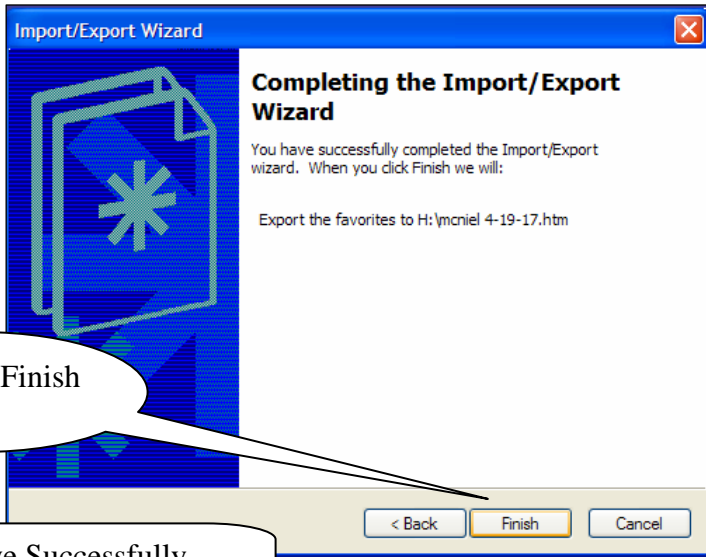 Import/Export Wizard
Completing the Import/Export
Wizard
You have successfully completed the Import/Export
wizard. When you click Finish we will:
Export the favorites to H:\mcniel 4-19-17.htm
Finish
< Back Finish Cancel
Successfully